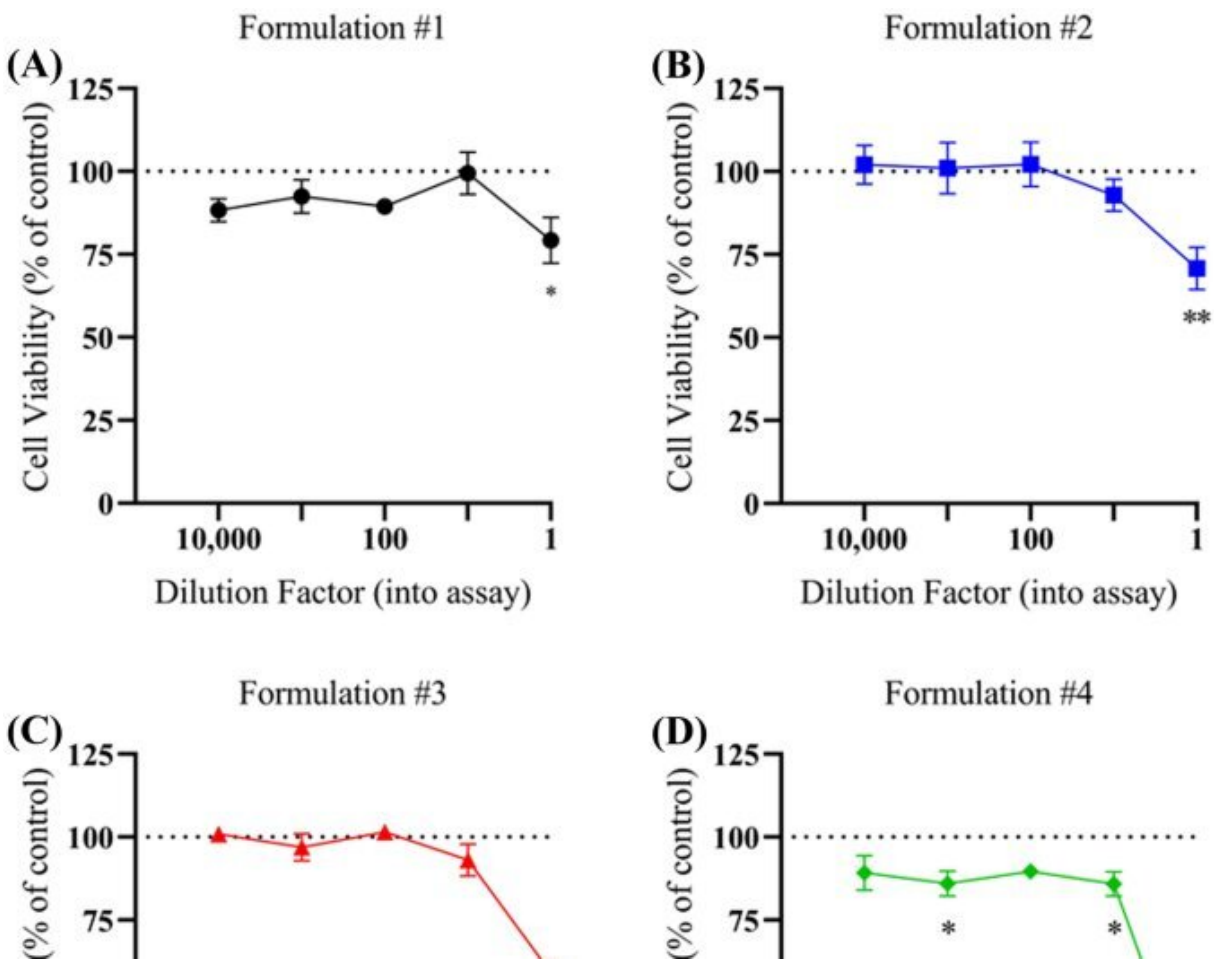 Formulation #1
(A)
Cell Viability (% of control)
125
100
75
50
25
0
*
10,000 100 1
Dilution Factor (into assay)
Formulation #2
(B)
Cell Viability (% of control)
125
100
75
50
25
0
**
10,000 100 1
Dilution Factor (into assay)
Formulation #3
(C)
(% of control)
125
100
75
Formulation #4
(D)
(% of control)
125
100
75
* *